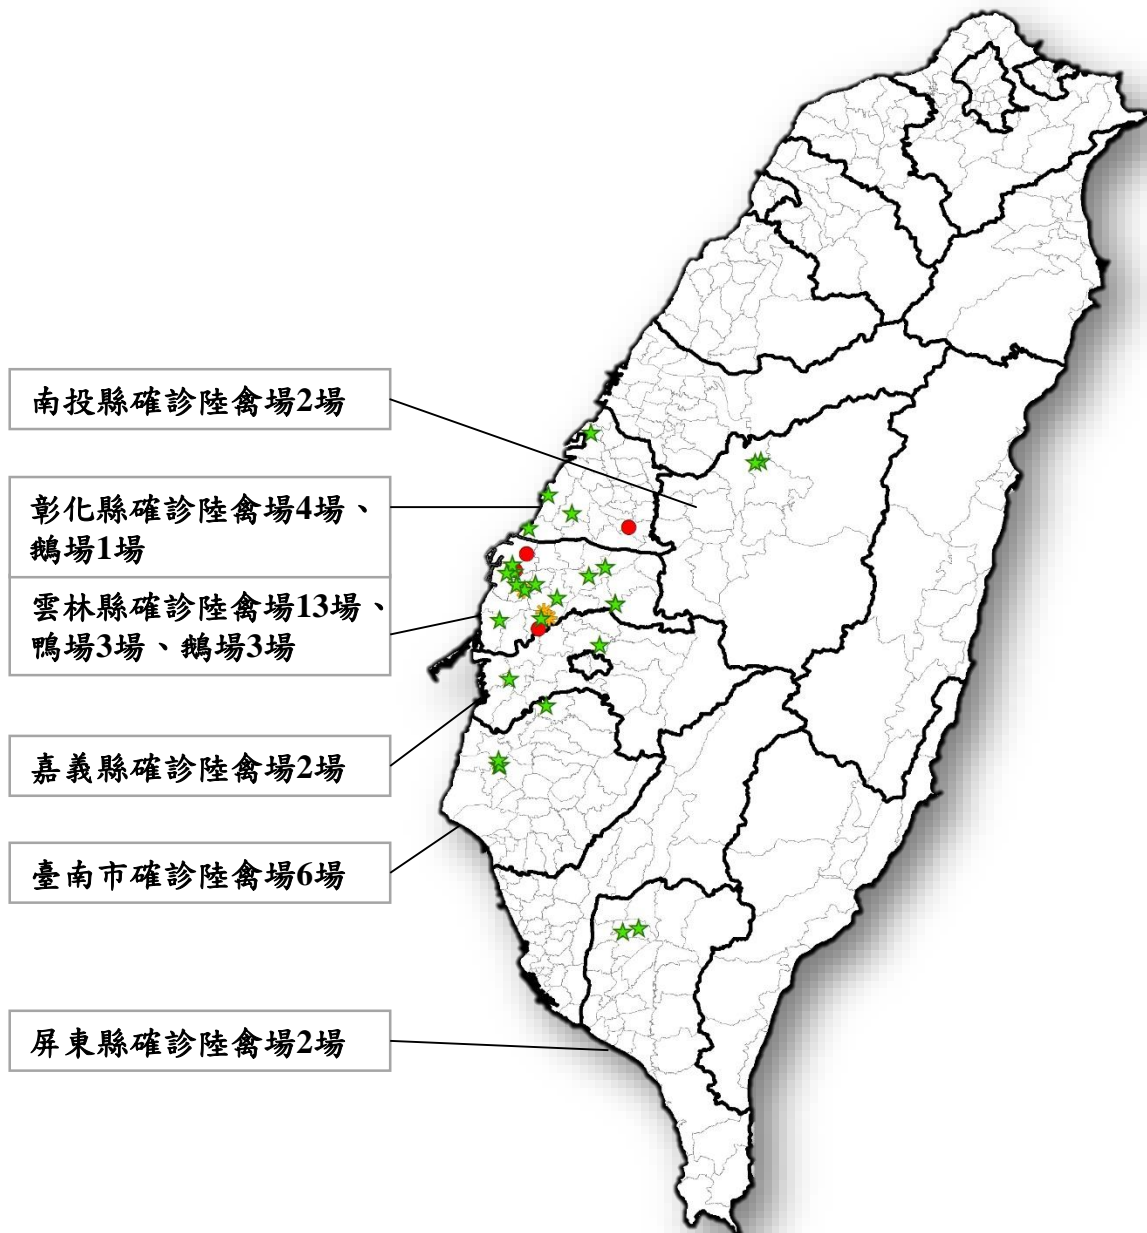 南投縣確診陸禽場2場
彰化縣確診陸禽場4場、
鵝場1場
雲林縣確診陸禽場13場、
鴨場3場、鵝場3場
嘉義縣確診陸禽場2場
臺南市確診陸禽場6場
屏東縣確診陸禽場2場